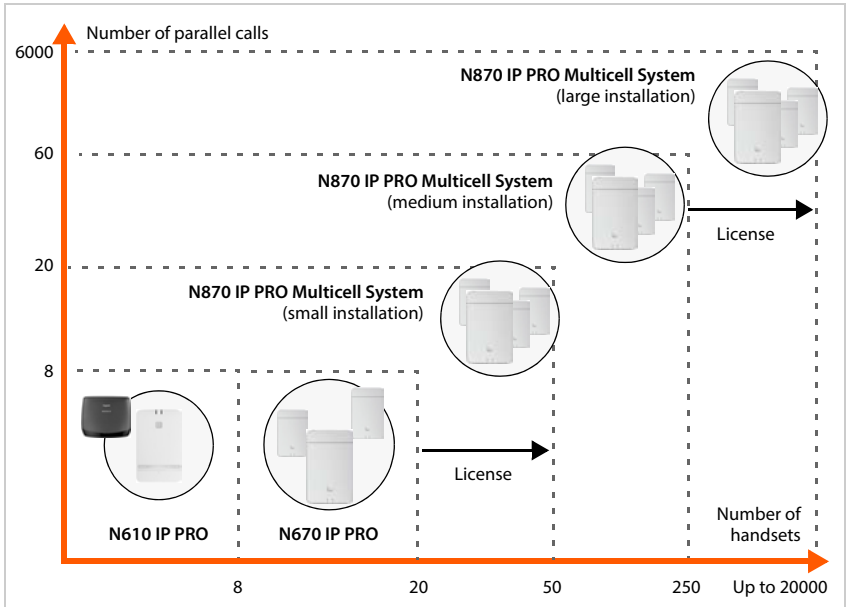 Number of parallel calls
6000
N870 IP PRO Multicell System
(large installation)
60
N870 IP PRO Multicell System
(medium installation)
License
20
N870 IP PRO Multicell System
(small installation)
8
License
N610 IP PRO
N670 IP PRO
Number of
handsets
8
20
50
250
Up to 20000